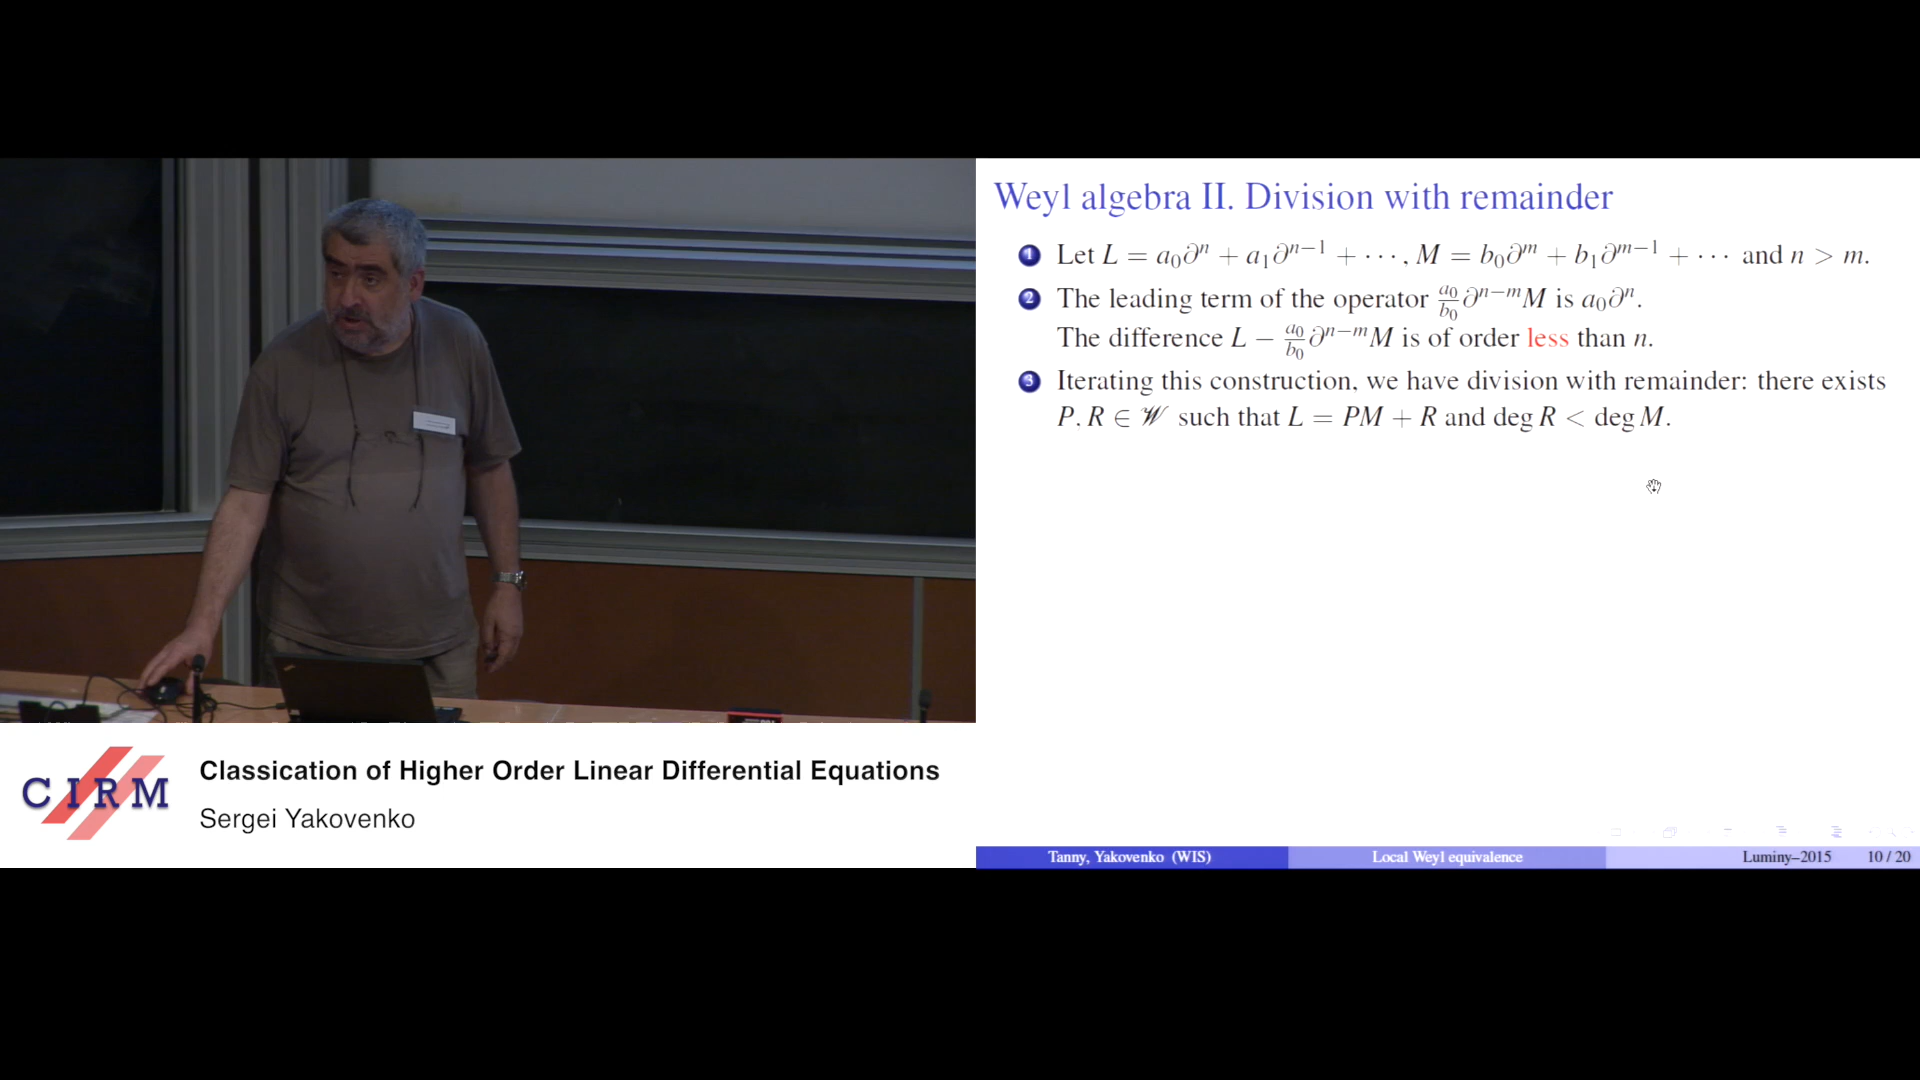 Weyl algebra II. Division with remainder
1 Let L = a₀∂ⁿ + a₁∂ⁿ⁻¹ + ⋯, M = b₀∂ᵐ + b₁∂ᵐ⁻¹ + ⋯ and n > m.
2 The leading term of the operator a₀/b₀ ∂ⁿ⁻ᵐM is a₀∂ⁿ.
The difference L − a₀/b₀ ∂ⁿ⁻ᵐM is of order less than n.
3 Iterating this construction, we have division with remainder: there exists
P, R ∈ 𝒲 such that L = PM + R and deg R < deg M.
Tanny, Yakovenko (WIS) Local Weyl equivalence Luminy–2015 10 / 20
CIRM
Classication of Higher Order Linear Differential Equations
Sergei Yakovenko